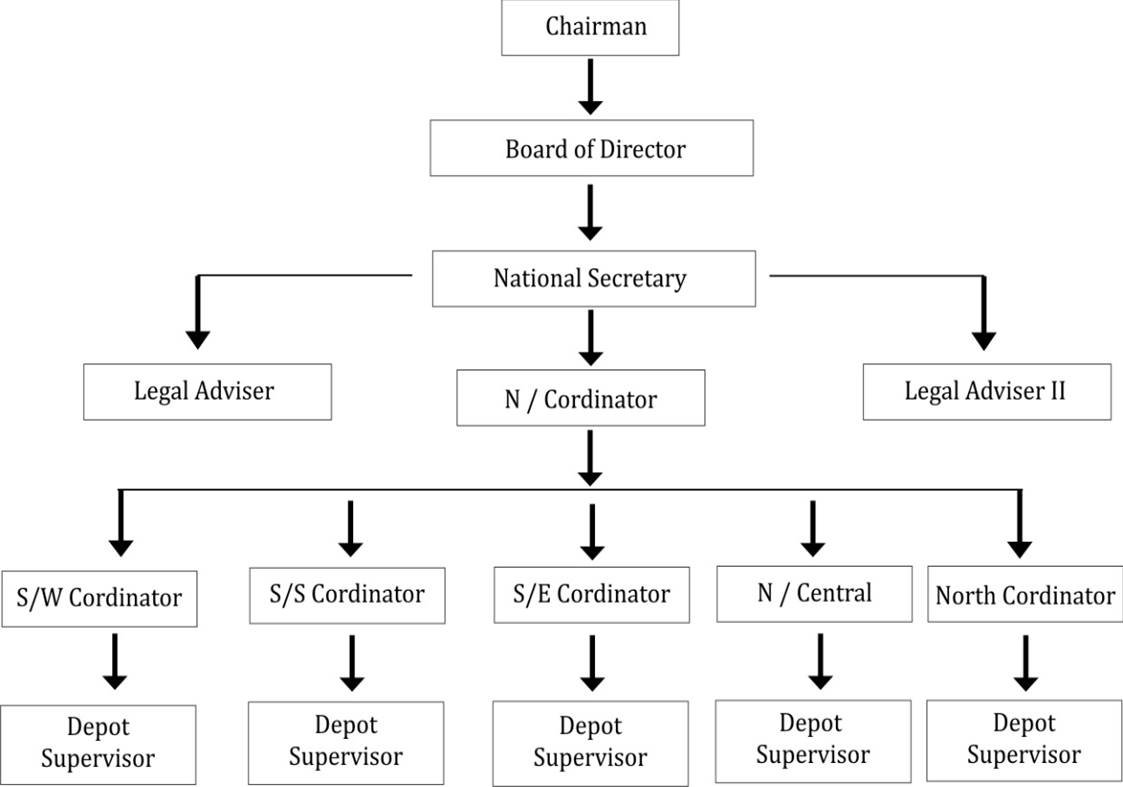 Chairman
Board of Director
National Secretary
Legal Adviser
N / Cordinator
Legal Adviser II
S/W Cordinator
S/S Cordinator
S/E Cordinator
N / Central
North Cordinator
Depot
Supervisor
Depot
Supervisor
Depot
Supervisor
Depot
Supervisor
Depot
Supervisor